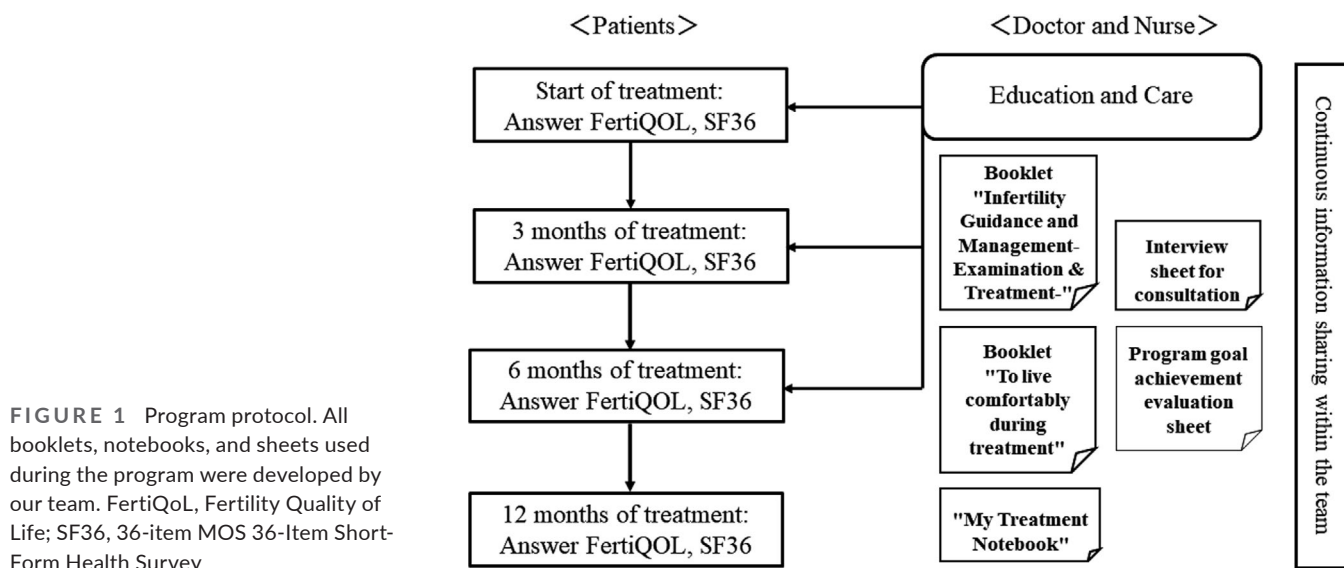 <Patients>
Start of treatment:
Answer FertiQOL, SF36
3 months of treatment:
Answer FertiQOL, SF36
6 months of treatment:
Answer FertiQOL, SF36
12 months of treatment:
Answer FertiQOL, SF36
<Doctor and Nurse>
Education and Care
Booklet
"Infertility
Guidance and
Management-
Examination &
Treatment-"
Interview
sheet for
consultation
Booklet
"To live
comfortably
during
treatment"
Program goal
achievement
evaluation
sheet
"My Treatment
Notebook"
Continuous information sharing within the team
FIGURE 1 Program protocol. All
booklets, notebooks, and sheets used
during the program were developed by
our team. FertiQoL, Fertility Quality of
Life; SF36, 36-item MOS 36-Item Short-
Form Health Survey